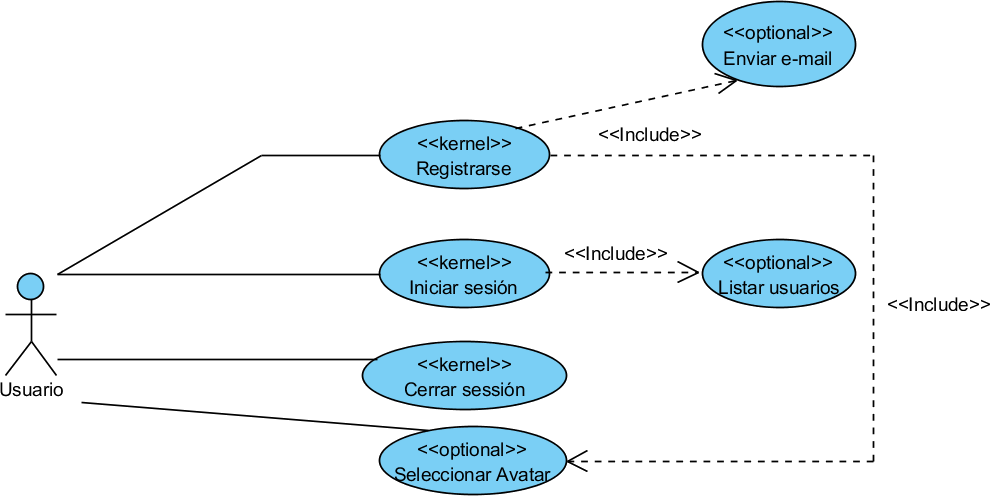 <<optional>>
Enviar e-mail
<<Include>>
<<kernel>>
Registrarse
<<Include>>
<<kernel>>
Iniciar sesión
<<optional>>
Listar usuarios
<<Include>>
Usuario
<<kernel>>
Cerrar sessión
<<optional>>
Seleccionar Avatar